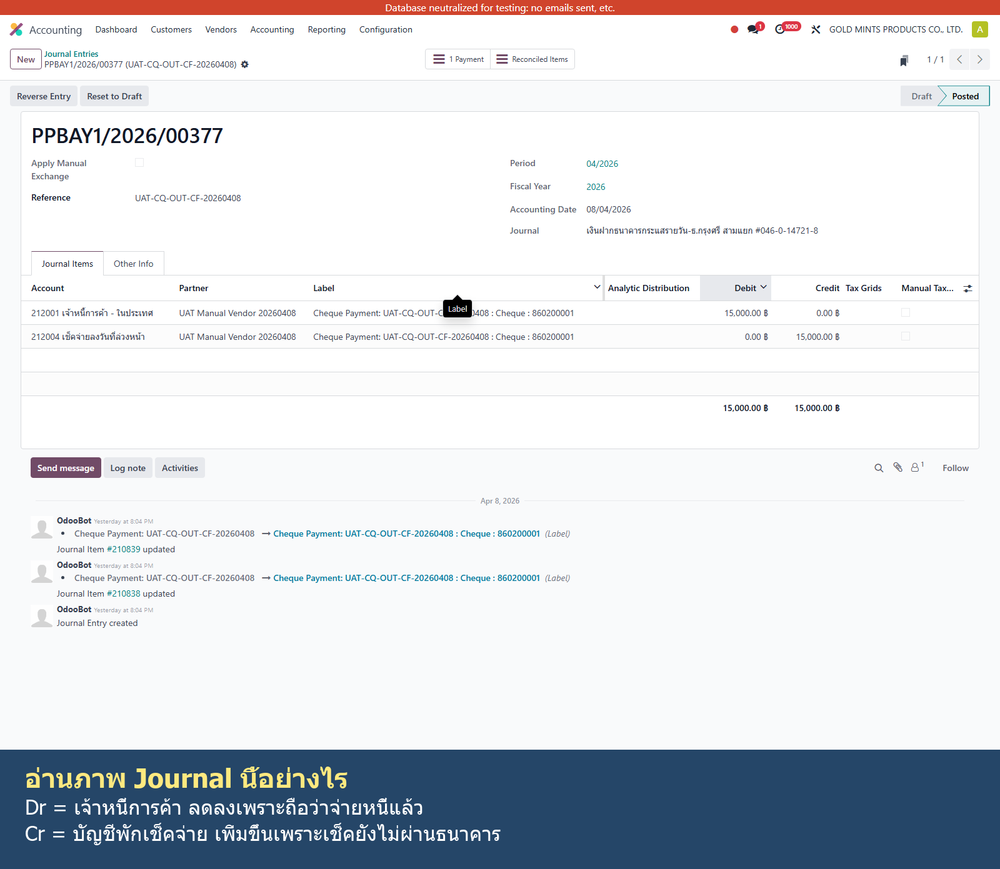 Database neutralized for testing: no emails sent, etc.
Accounting Dashboard Customers Vendors Accounting Reporting Configuration 1 1000 GOLD MINTS PRODUCTS CO., LTD. A
New Journal Entries
PPBAY1/2026/00377 (UAT-CQ-OUT-CF-20260408) 1 Payment Reconciled Items 1 / 1
Reverse Entry Reset to Draft Draft Posted
PPBAY1/2026/00377
Apply Manual Exchange
Period 04/2026
Fiscal Year 2026
Reference UAT-CQ-OUT-CF-20260408
Accounting Date 08/04/2026
Journal เงินฝากธนาคารกระแสรายวัน-ธ.กรุงศรี สามแยก #046-0-14721-8
Journal Items Other Info
Account Partner Label Analytic Distribution Debit Credit Tax Grids Manual Tax...
Label
212001 เจ้าหนี้การค้า - ในประเทศ UAT Manual Vendor 20260408 Cheque Payment: UAT-CQ-OUT-C 0408 : Cheque : 860200001 15,000.00 ฿ 0.00 ฿
212004 เช็คจ่ายลงวันที่ล่วงหน้า UAT Manual Vendor 20260408 Cheque Payment: UAT-CQ-OUT-CF-20260408 : Cheque : 860200001 0.00 ฿ 15,000.00 ฿
15,000.00 ฿ 15,000.00 ฿
Send message Log note Activities 1 Follow
Apr 8, 2026
OdooBot Yesterday at 8:04 PM
• Cheque Payment: UAT-CQ-OUT-CF-20260408 → Cheque Payment: UAT-CQ-OUT-CF-20260408 : Cheque : 860200001 (Label)
Journal Item #210839 updated
OdooBot Yesterday at 8:04 PM
• Cheque Payment: UAT-CQ-OUT-CF-20260408 → Cheque Payment: UAT-CQ-OUT-CF-20260408 : Cheque : 860200001 (Label)
Journal Item #210838 updated
OdooBot Yesterday at 8:04 PM
Journal Entry created
อ่านภาพ Journal นี้อย่างไร
Dr = เจ้าหนี้การค้า ลดลงเพราะถือว่าจ่ายหนี้แล้ว
Cr = บัญชีพักเช็คจ่าย เพิ่มขึ้นเพราะเช็คยังไม่ผ่านธนาคาร